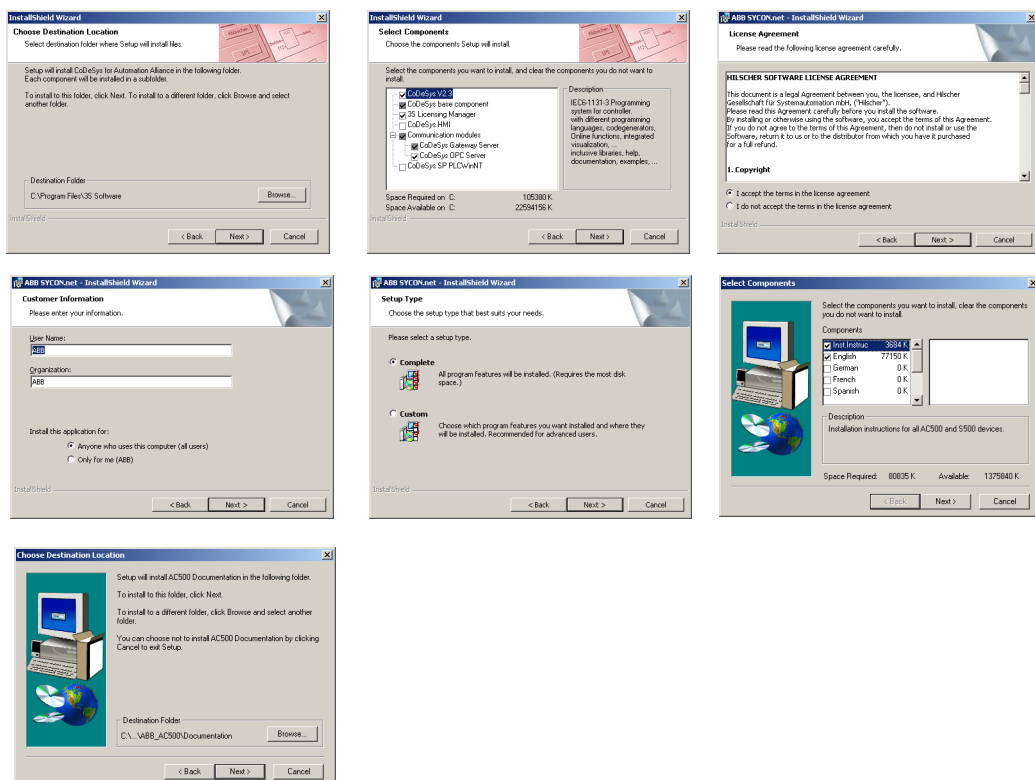 InstallShield Wizard
Choose Destination Location
Select destination folder where Setup will install files.
Setup will install CoDeSys for Automation Alliance in the following folder.
Each component will be installed in a subfolder.
To install to this folder, click Next. To install to a different folder, click Browse and select
another folder.
Destination Folder
C:\Program Files\3S Software
Browse...
InstallShield
< Back
Next >
Cancel
InstallShield Wizard
Select Components
Choose the components Setup will install.
Select the components you want to install, and clear the components you do not want to
install.
CoDeSys V2.3
CoDeSys base component
3S Licensing Manager
CoDeSys HMI
Communication modules
CoDeSys Gateway Server
CoDeSys OPC Server
CoDeSys SP PLCWinNT
Description
IEC6-1131-3 Programming
system for controller.
with different programming
languages, codegenerators,
Online functions, integrated
visualization, ...
inclusive libraries, help,
documentation, examples, ...
Space Required on C: 105380 K
Space Available on C: 22594156 K
InstallShield
< Back
Next >
Cancel
ABB SYCON.net - InstallShield Wizard
License Agreement
Please read the following license agreement carefully.
HILSCHER SOFTWARE LICENSE AGREEMENT
This document is a legal Agreement between you, the licensee, and Hilscher
Gesellschaft für Systemautomation mbH, ("Hilscher").
Please read this Agreement carefully before you install the software.
By installing or otherwise using the software, you accept the terms of this Agreement.
If you do not agree to the terms of this Agreement, then do not install or use the
Software, return it to us or to the distributor from which you have it purchased
for a full refund.
1. Copyright
I accept the terms in the license agreement
I do not accept the terms in the license agreement
InstallShield
< Back
Next >
Cancel
ABB SYCON.net - InstallShield Wizard
Customer Information
Please enter your information.
User Name:
ABB
Organization:
ABB
Install this application for:
Anyone who uses this computer (all users)
Only for me (ABB)
InstallShield
< Back
Next >
Cancel
ABB SYCON.net - InstallShield Wizard
Setup Type
Choose the setup type that best suits your needs.
Please select a setup type.
Complete
All program features will be installed. (Requires the most disk
space.)
Custom
Choose which program features you want installed and where they
will be installed. Recommended for advanced users.
InstallShield
< Back
Next >
Cancel
Select Components
Select the components you want to install, clear the components
you do not want to install.
Components
Inst.Instruc 3684 K
English 77150 K
German 0 K
French 0 K
Spanish 0 K
Description
Installation instructions for all AC500 and S500 devices.
Space Required: 80835 K
Available: 1375840 K
< Back
Next >
Cancel
Choose Destination Location
Setup will install AC500 Documentation in the following folder.
To install to this folder, click Next.
To install to a different folder, click Browse and select another
folder.
You can choose not to install AC500 Documentation by clicking
Cancel to exit Setup.
Destination Folder
C:\...\ABB_AC500\Documentation
Browse...
< Back
Next >
Cancel